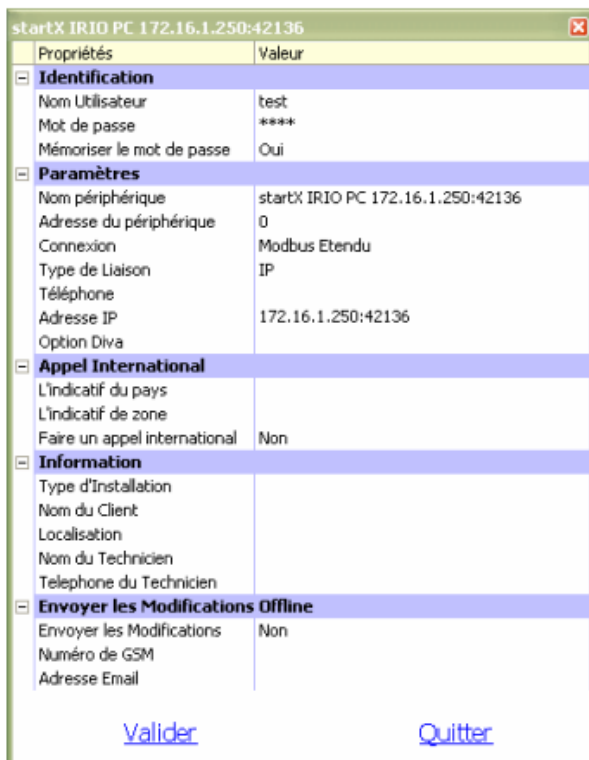 startX IRIO PC 172.16.1.250:42136
Propriétés Valeur
Identification
Nom Utilisateur test
Mot de passe ****
Mémoriser le mot de passe Oui
Paramètres
Nom périphérique startX IRIO PC 172.16.1.250:42136
Adresse du périphérique 0
Connexion Modbus Etendu
Type de Liaison IP
Téléphone
Adresse IP 172.16.1.250:42136
Option Diva
Appel International
L'indicatif du pays
L'indicatif de zone
Faire un appel international Non
Information
Type d'Installation
Nom du Client
Localisation
Nom du Technicien
Telephone du Technicien
Envoyer les Modifications Offline
Envoyer les Modifications Non
Numéro de GSM
Adresse Email
Valider Quitter